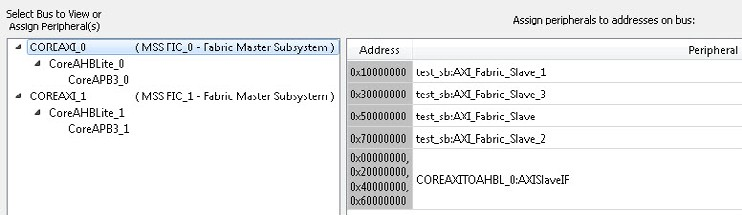 Select Bus to View or
Assign Peripheral(s)
Assign peripherals to addresses on bus:
COREAXI_0 ( MSS FIC_0 - Fabric Master Subsystem )
CoreAHBLite_0
CoreAPB3_0
COREAXI_1 ( MSS FIC_1 - Fabric Master Subsystem )
CoreAHBLite_1
CoreAPB3_1
Address Peripheral
0x10000000 test_sb:AXI_Fabric_Slave_1
0x30000000 test_sb:AXI_Fabric_Slave_3
0x50000000 test_sb:AXI_Fabric_Slave
0x70000000 test_sb:AXI_Fabric_Slave_2
0x00000000,
0x20000000,
0x40000000,
0x60000000
COREAXITOAHBL_0:AXISlaveIF